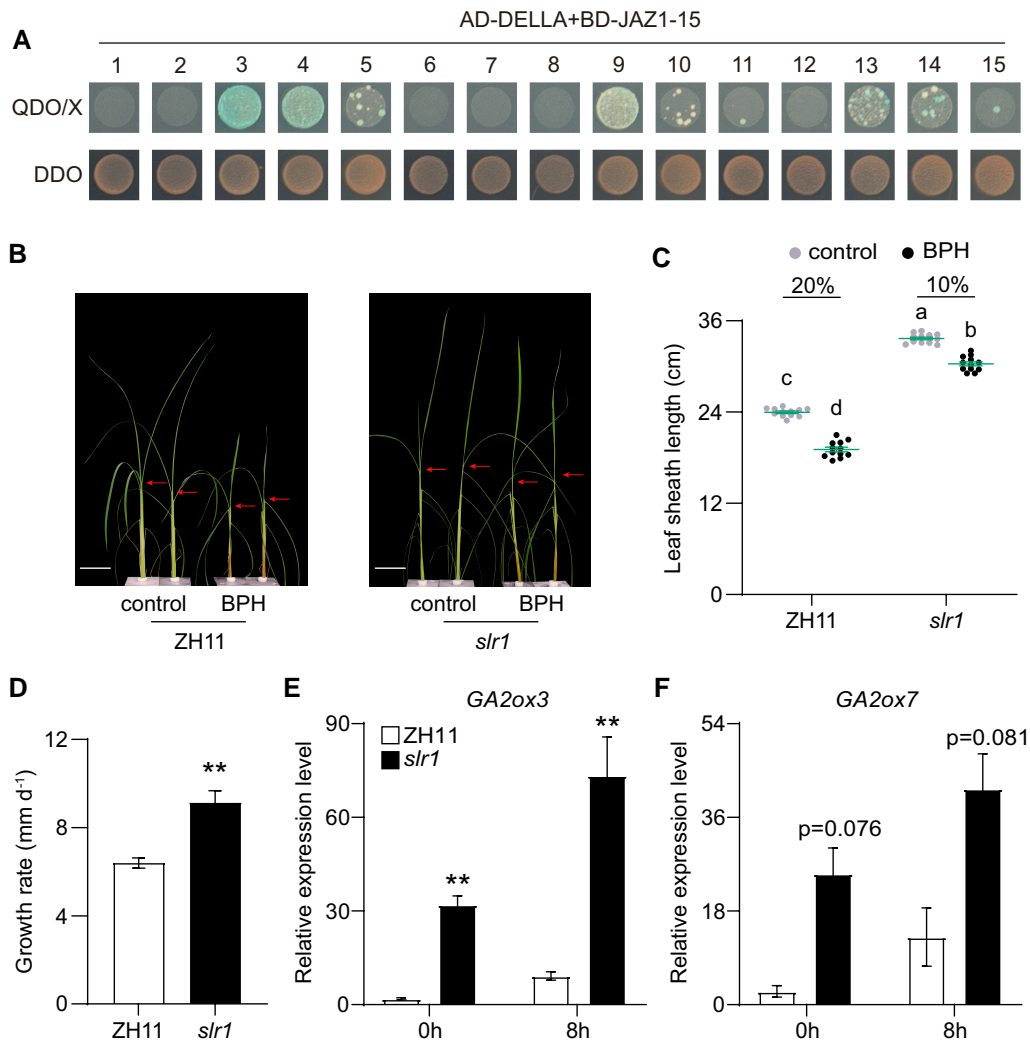 A
AD-DELLA+BD-JAZ1-15
1 2 3 4 5 6 7 8 9 10 11 12 13 14 15
QDO/X
DDO
B
control BPH
ZH11
control BPH
slr1
C
control BPH
20% 10%
a
b
c
d
Leaf sheath length (cm)
36
24
12
0
ZH11 slr1
D
Growth rate (mm d-1)
12
8
4
0
**
ZH11 slr1
E
GA2ox3
ZH11
slr1
Relative expression level
90
60
30
0
**
**
0h 8h
F
GA2ox7
Relative expression level
54
36
18
0
p=0.076
p=0.081
0h 8h